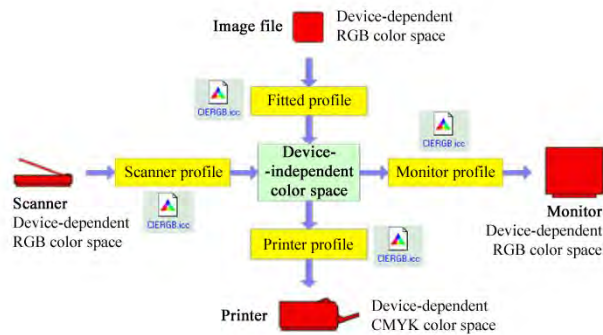 Image file
Device-dependent
RGB color space
CIERGB.icc
Fitted profile
CIERGB.icc
Scanner profile
Device-
-independent
color space
Monitor profile
Scanner
Device-dependent
RGB color space
CIERGB.icc
Monitor
Device-dependent
RGB color space
Printer profile
CIERGB.icc
Printer
Device-dependent
CMYK color space